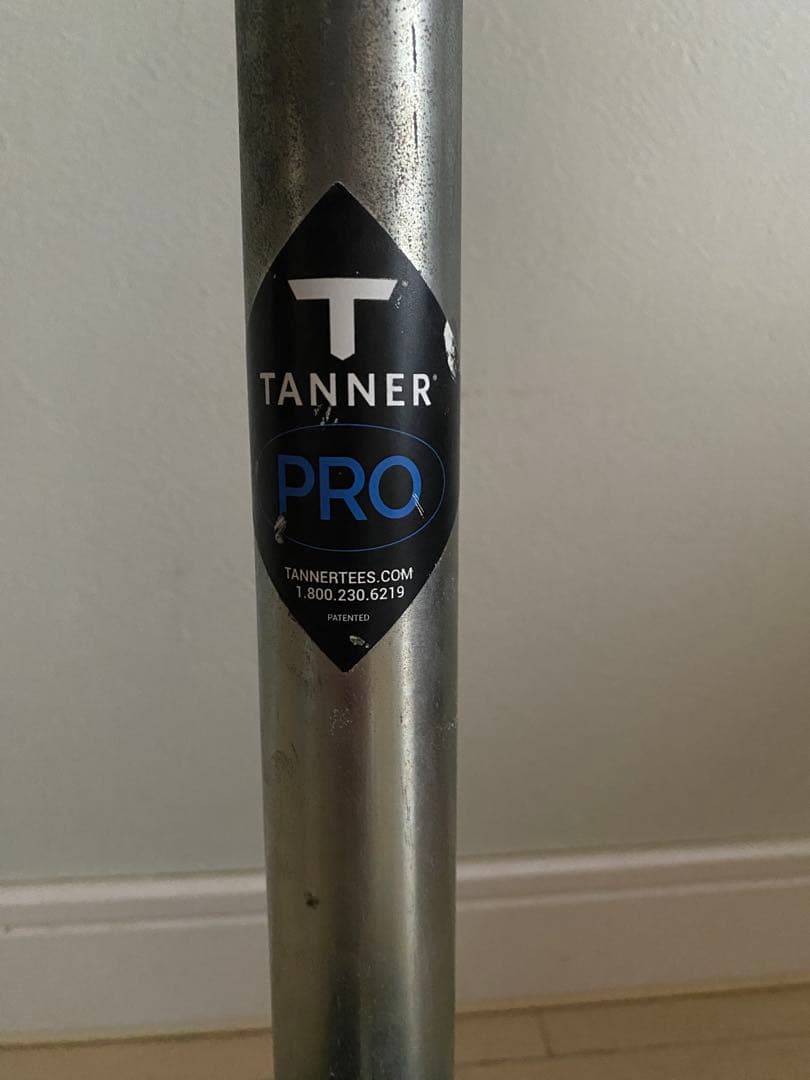 T
TANNER®
PRO
TANNERTEES.COM
1.800.230.6219
PATENTED